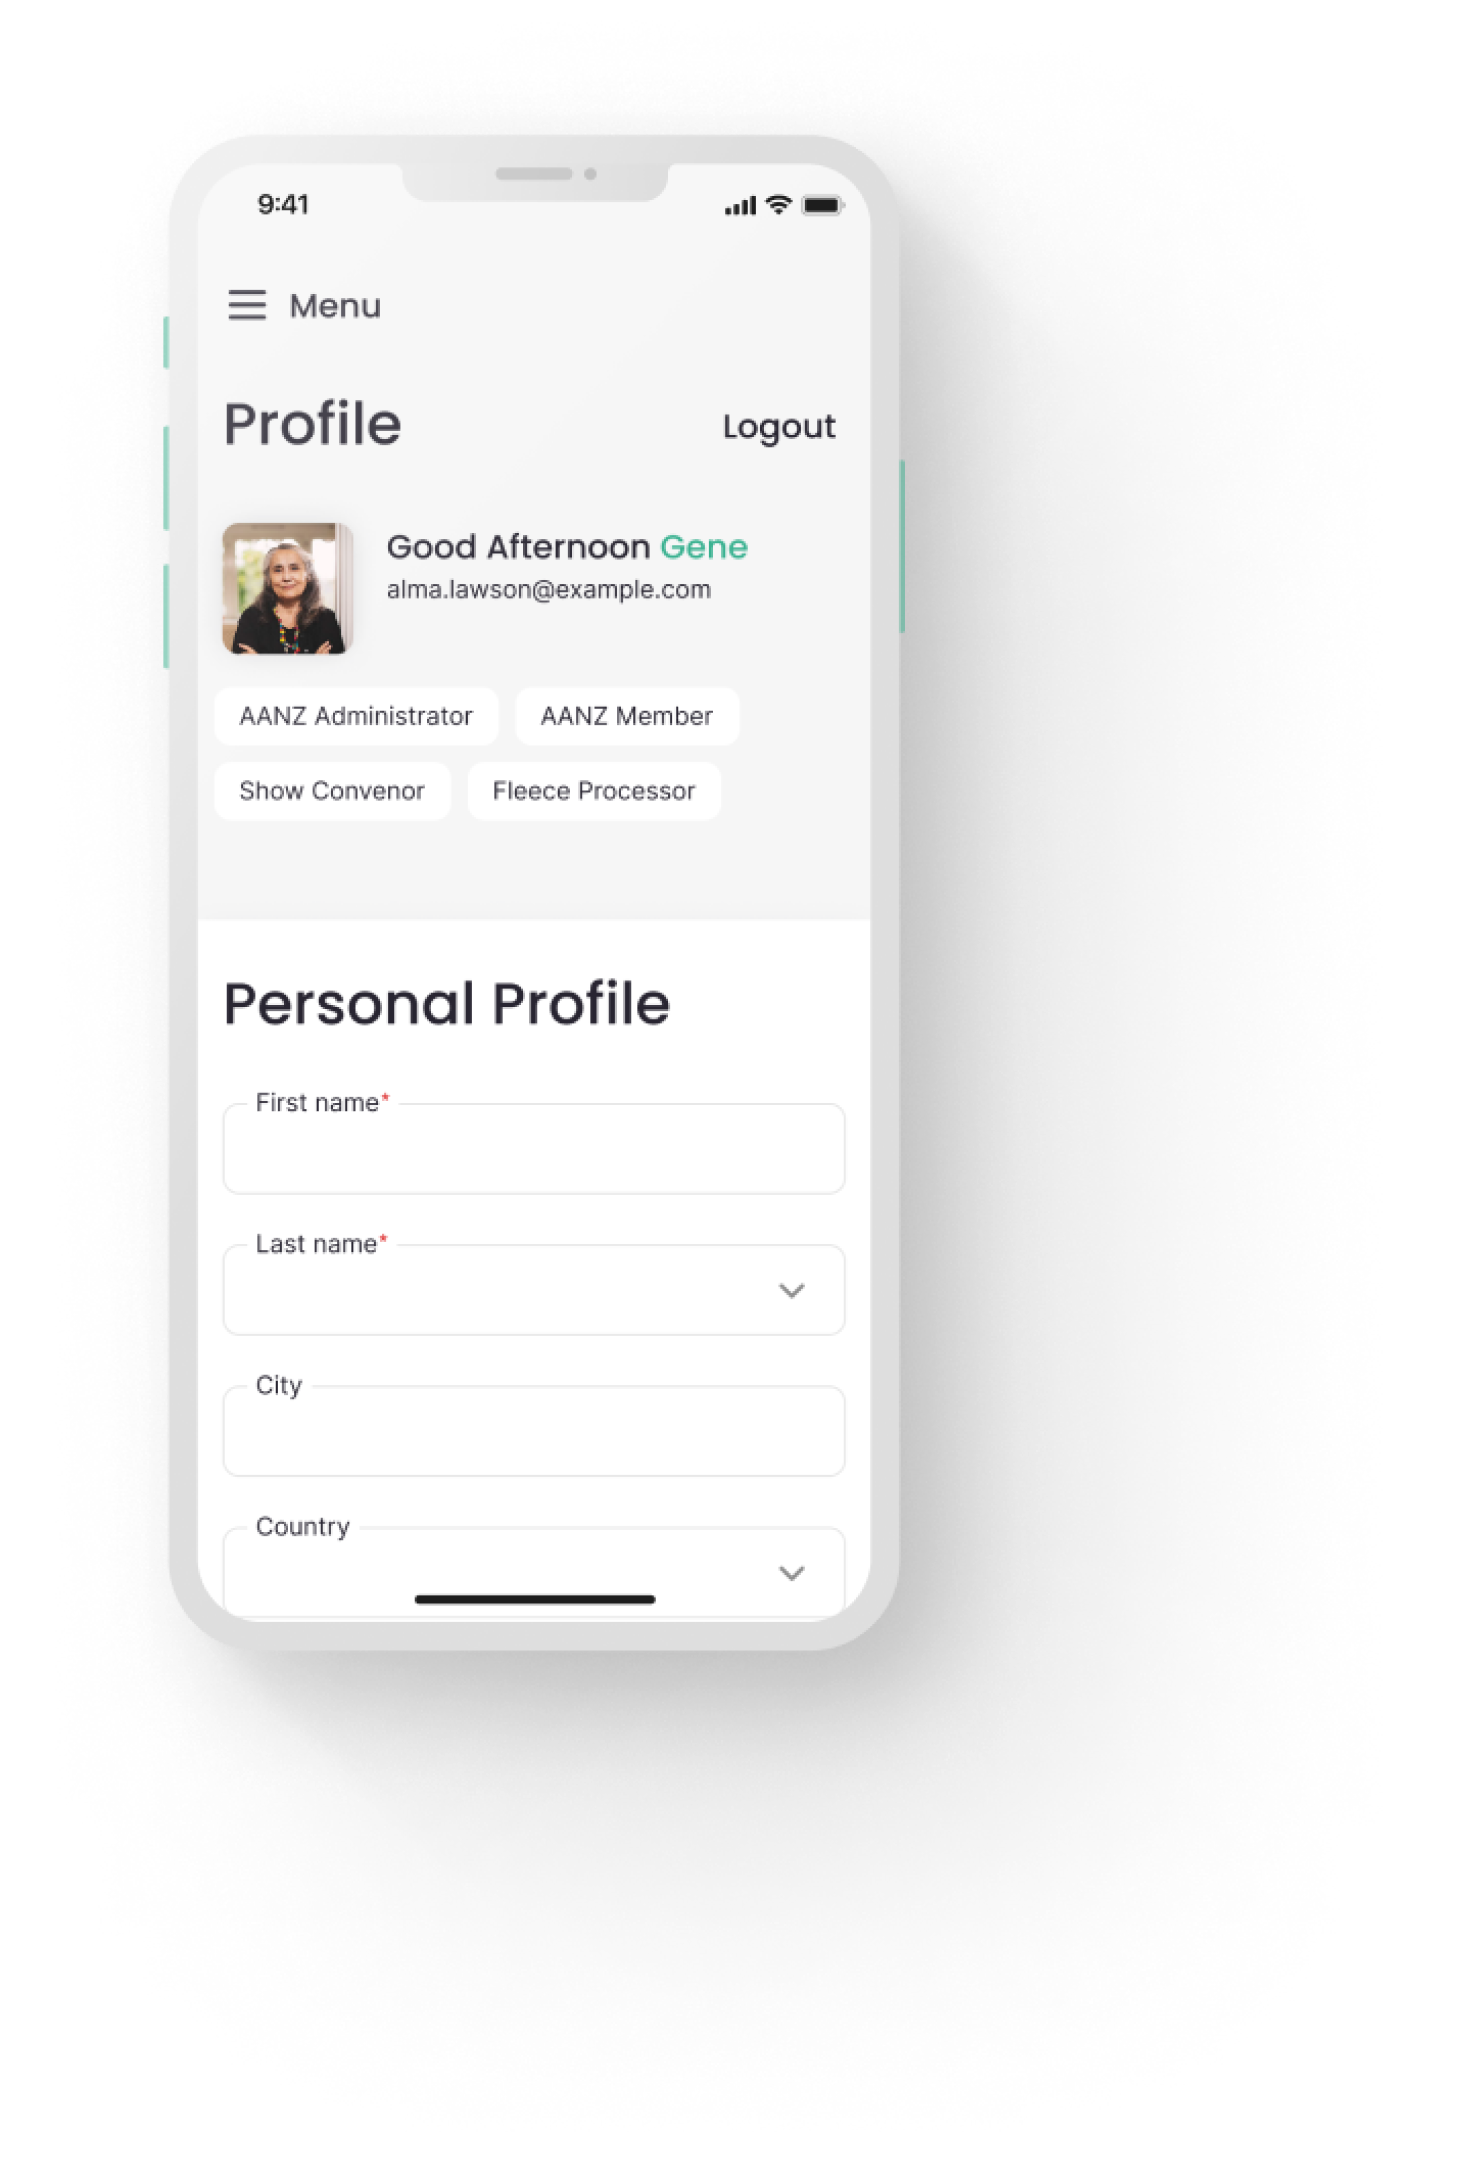 9:41
Menu
Profile
Logout
Good Afternoon Gene
alma.lawson@example.com
AANZ Administrator
AANZ Member
Show Convenor
Fleece Processor
Personal Profile
First name*
Last name*
City
Country